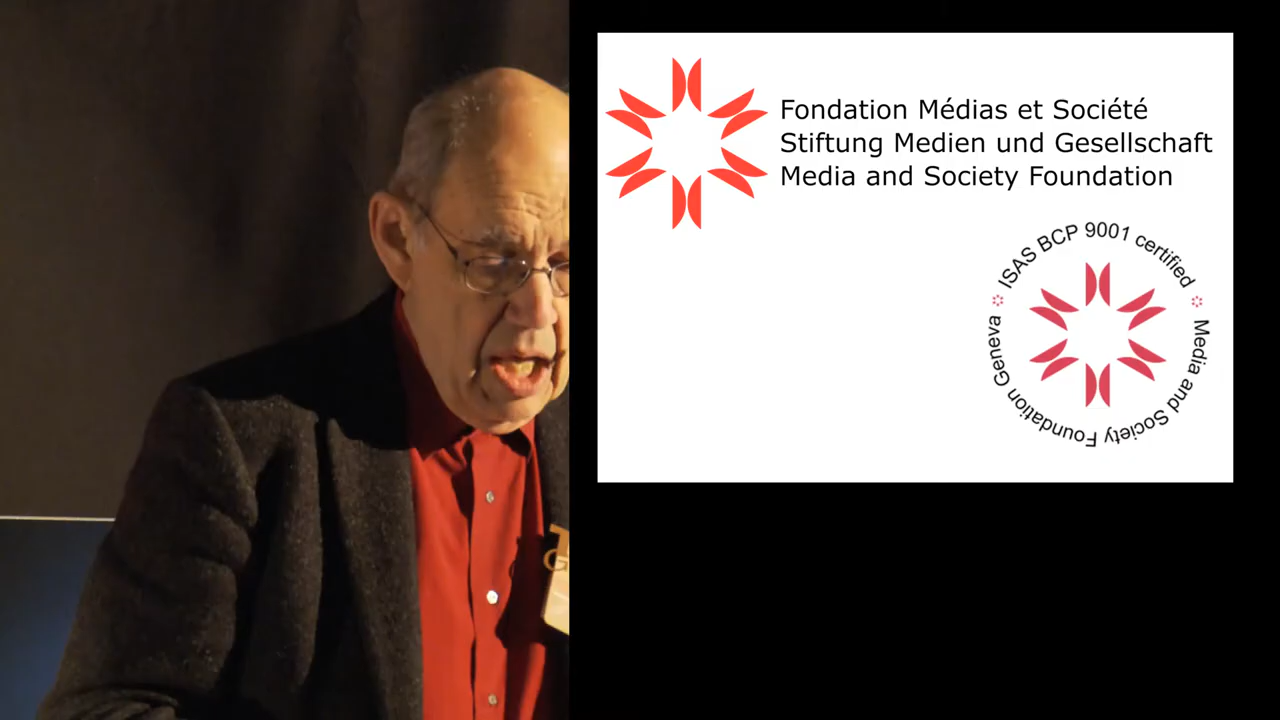 Fondation Médias et Société
Stiftung Medien und Gesellschaft
Media and Society Foundation
ISAS BCP 9001 certified
Media and Society Foundation Geneva